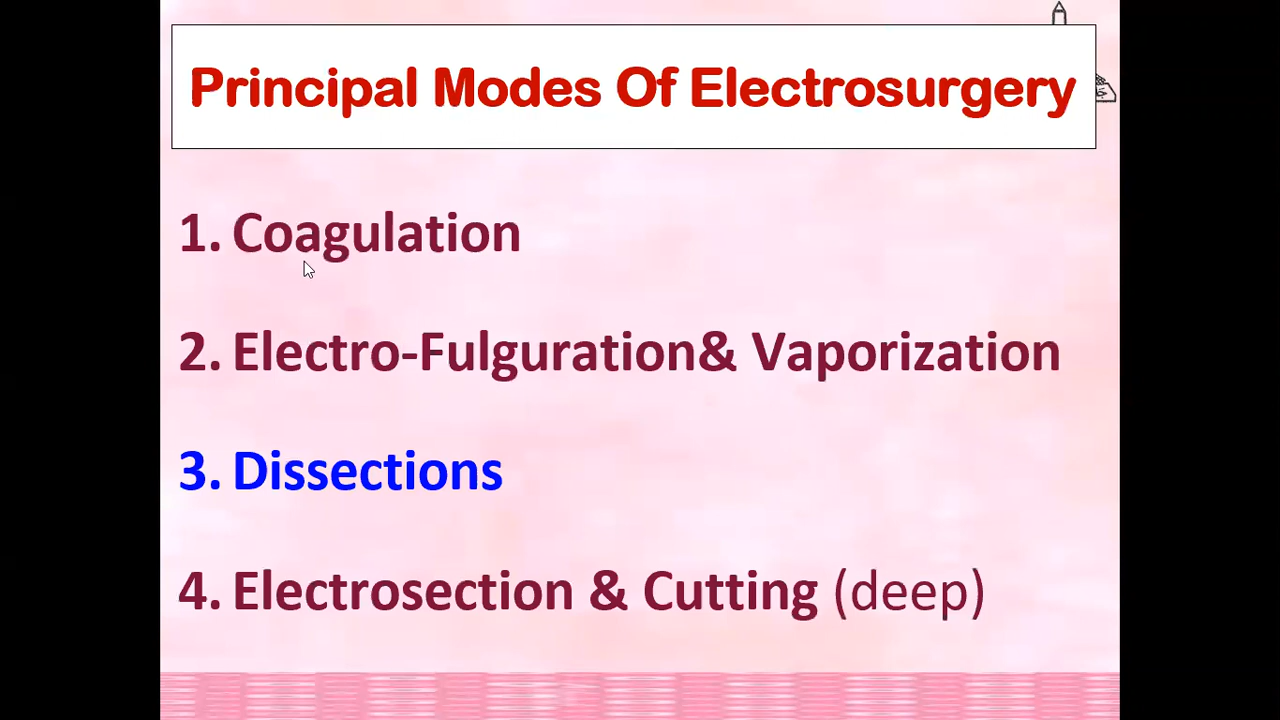 Principal Modes Of Electrosurgery
1. Coagulation
2. Electro-Fulguration& Vaporization
3. Dissections
4. Electrosection & Cutting (deep)